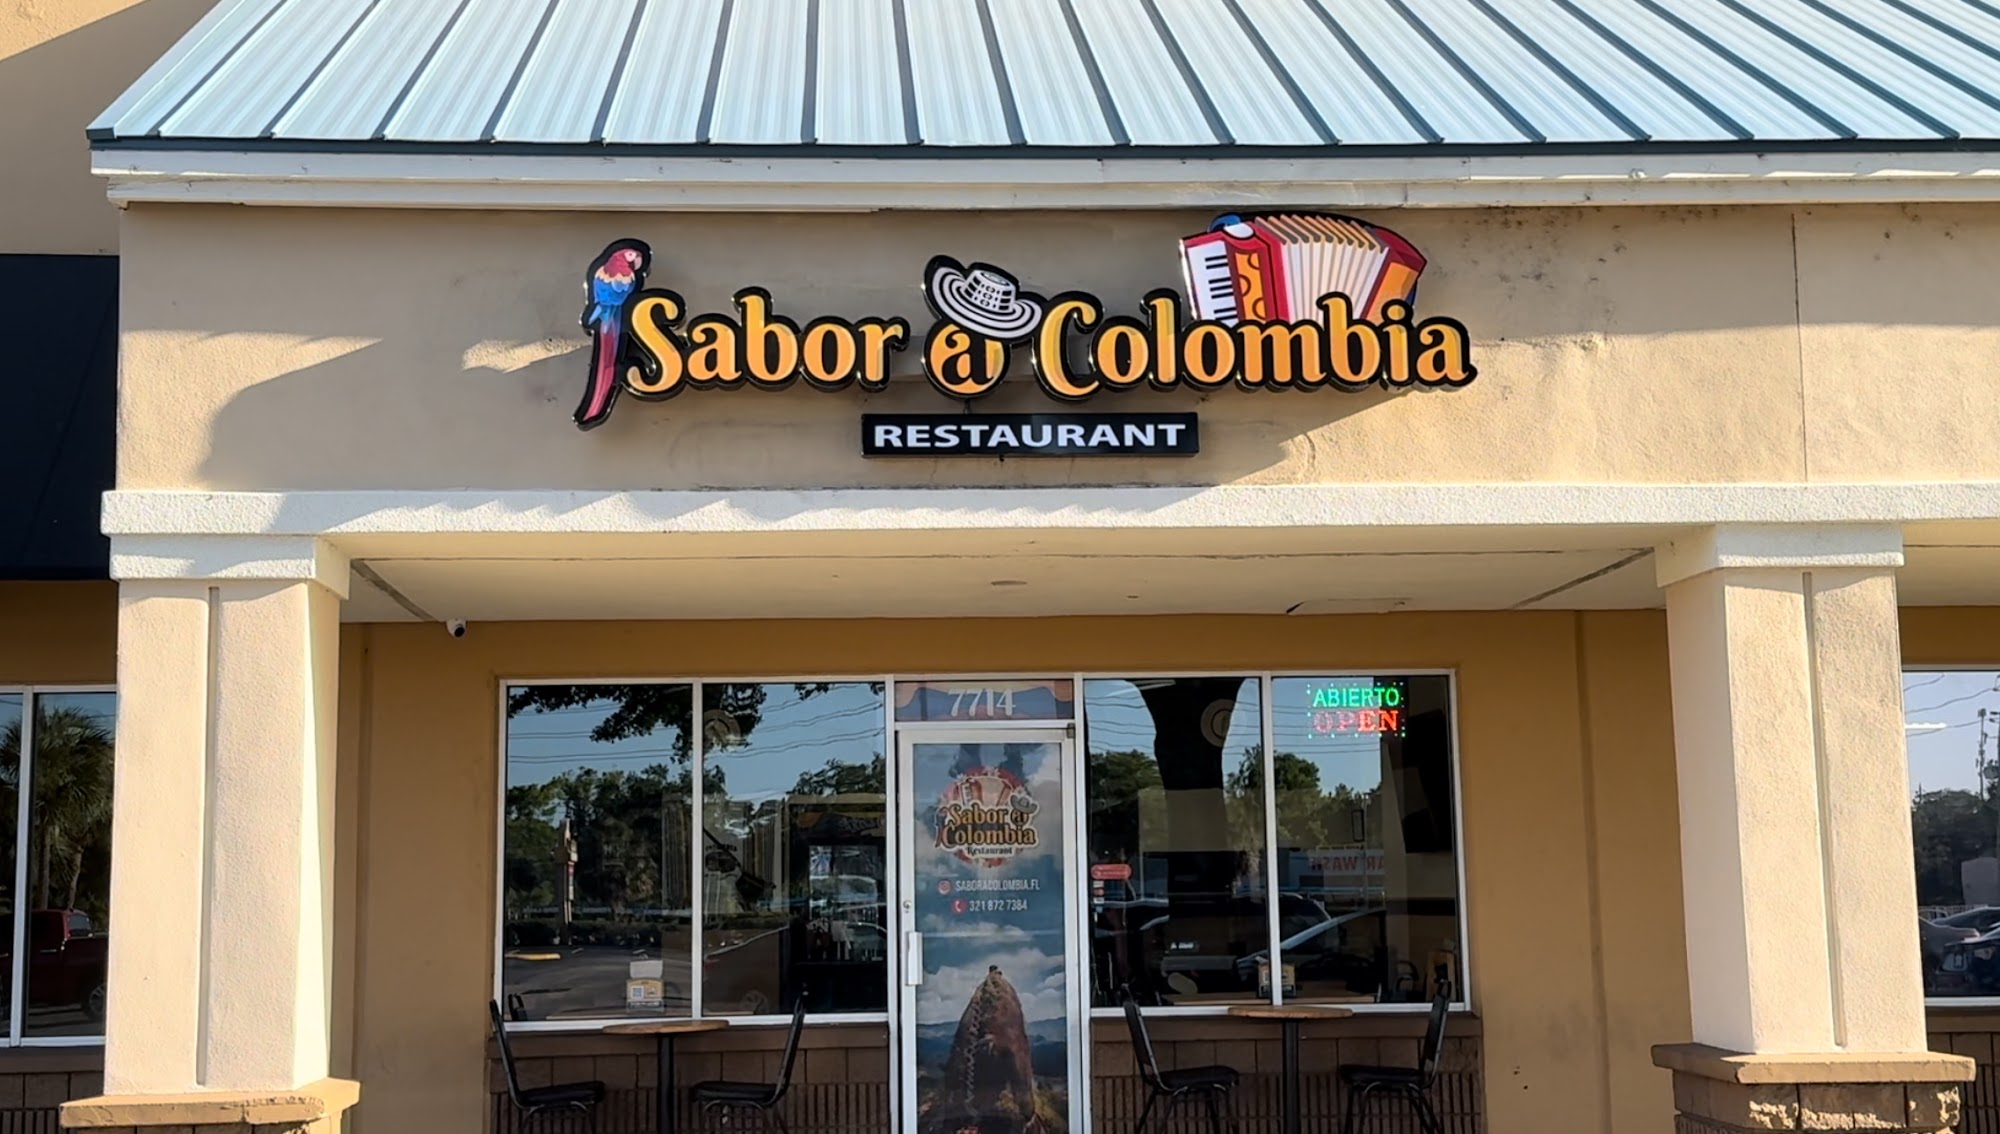 Sabor a Colombia
RESTAURANT
7714
ABIERTO
OPEN
Sabor a
Colombia
Restaurant
SABORACOLOMBIA.FL
321 872 7384